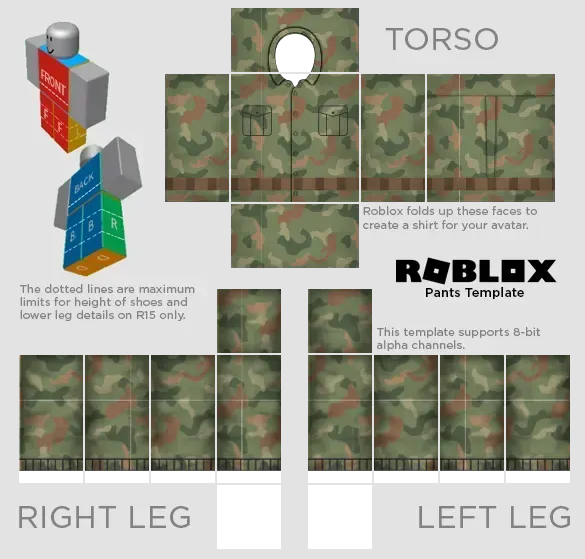 TORSO
FRONT
F F L
BACK
B B R
Roblox folds up these faces to
create a shirt for your avatar.
ROBLOX
Pants Template
The dotted lines are maximum
limits for height of shoes and
lower leg details on R15 only.
This template supports 8-bit
alpha channels.
RIGHT LEG
LEFT LEG